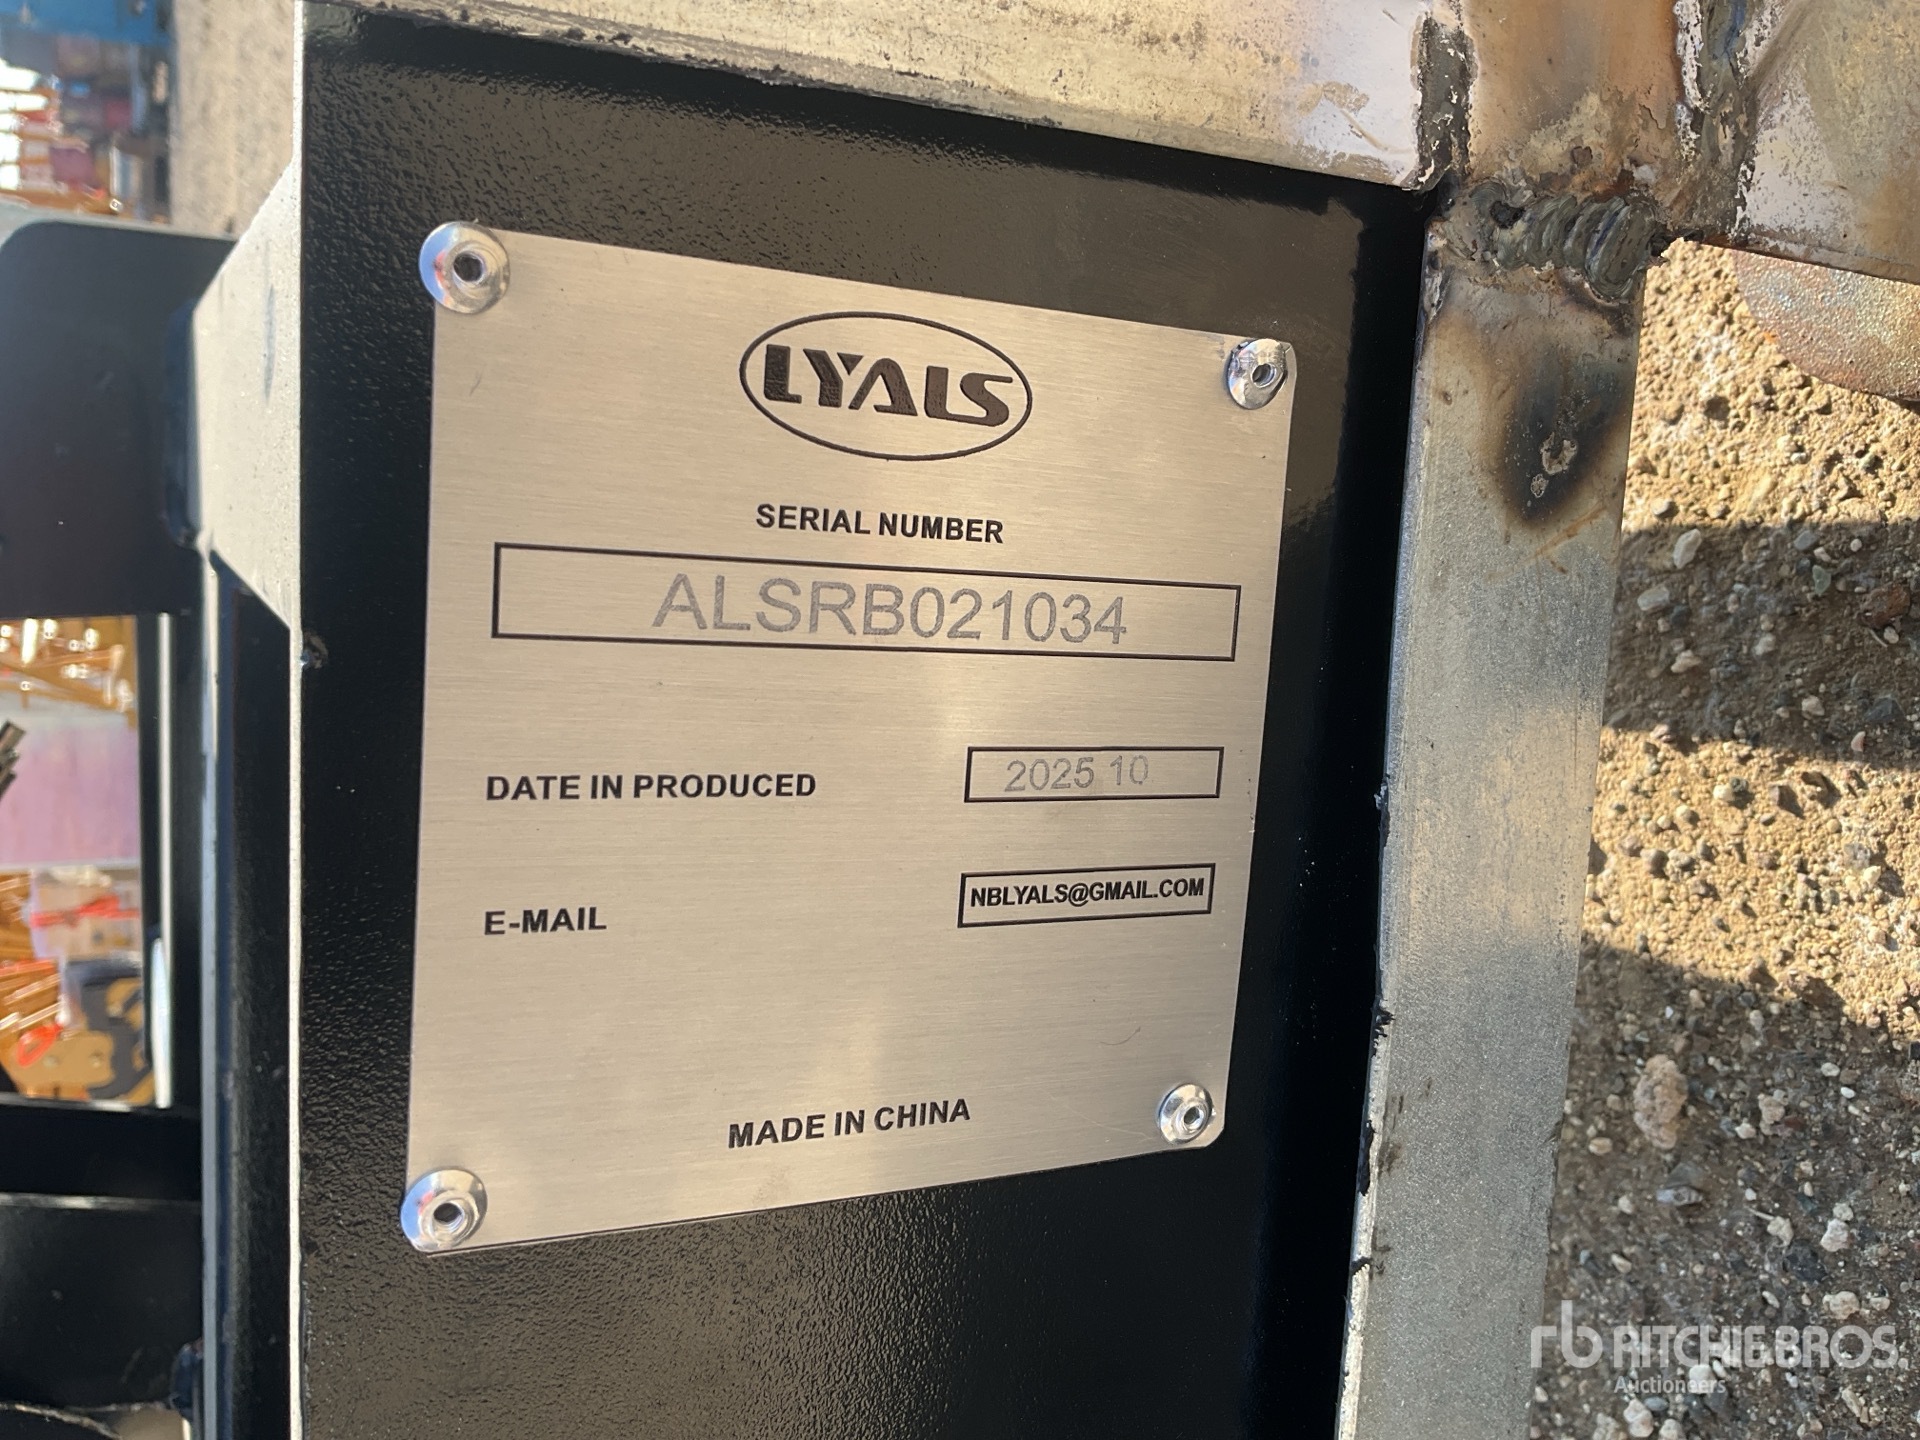 LYALS
SERIAL NUMBER
ALSRB021034
DATE IN PRODUCED 2025 10
E-MAIL NBLYALS@GMAIL.COM
MADE IN CHINA
rb RITCHIE BROS.
Auctioneers